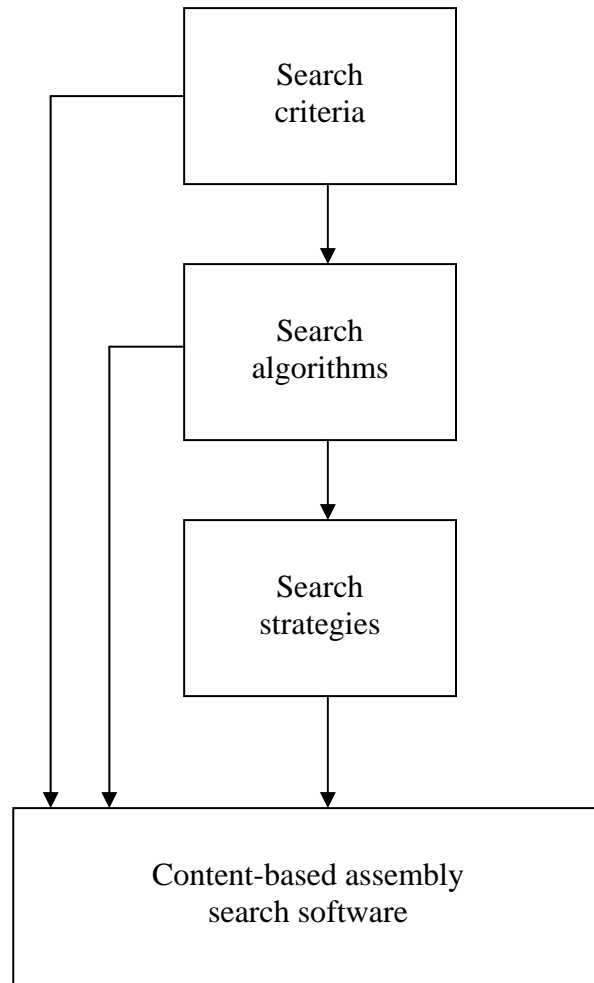 Search
criteria
Search
algorithms
Search
strategies
Content-based assembly
search software